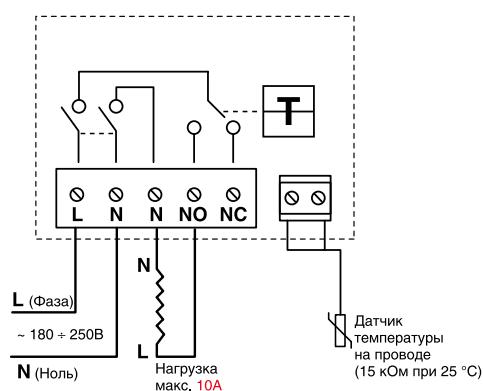 T
L N N NO NC
N
L (Фаза)
~ 180 ÷ 250В
N (Ноль)
L
Нагрузка
макс. 10А
Датчик
температуры
на проводе
(15 кОм при 25 °C)